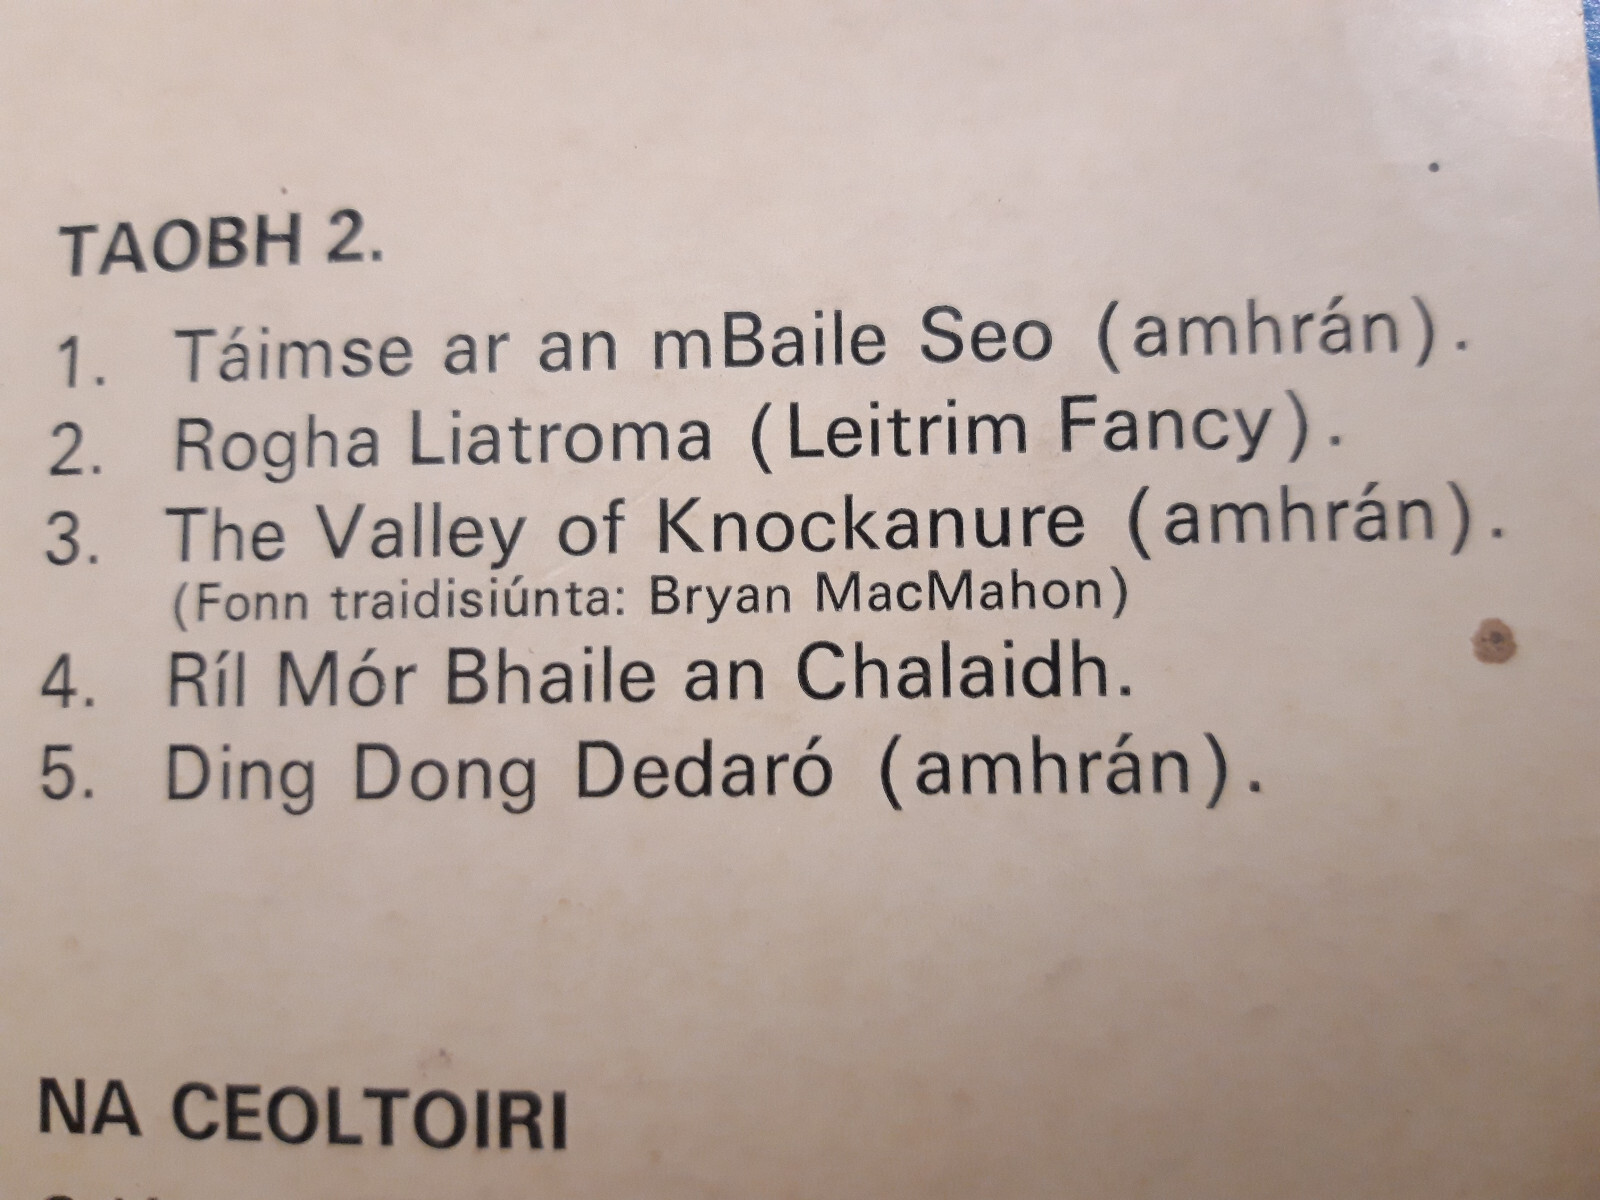 TAOBH 2.
1. Táimse ar an mBaile Seo (amhrán).
2. Rogha Liatroma (Leitrim Fancy).
3. The Valley of Knockanure (amhrán).
(Fonn traidisiúnta: Bryan MacMahon)
4. Ríl Mór Bhaile an Chalaidh.
5. Ding Dong Dedaró (amhrán).
NA CEOLTOIRI